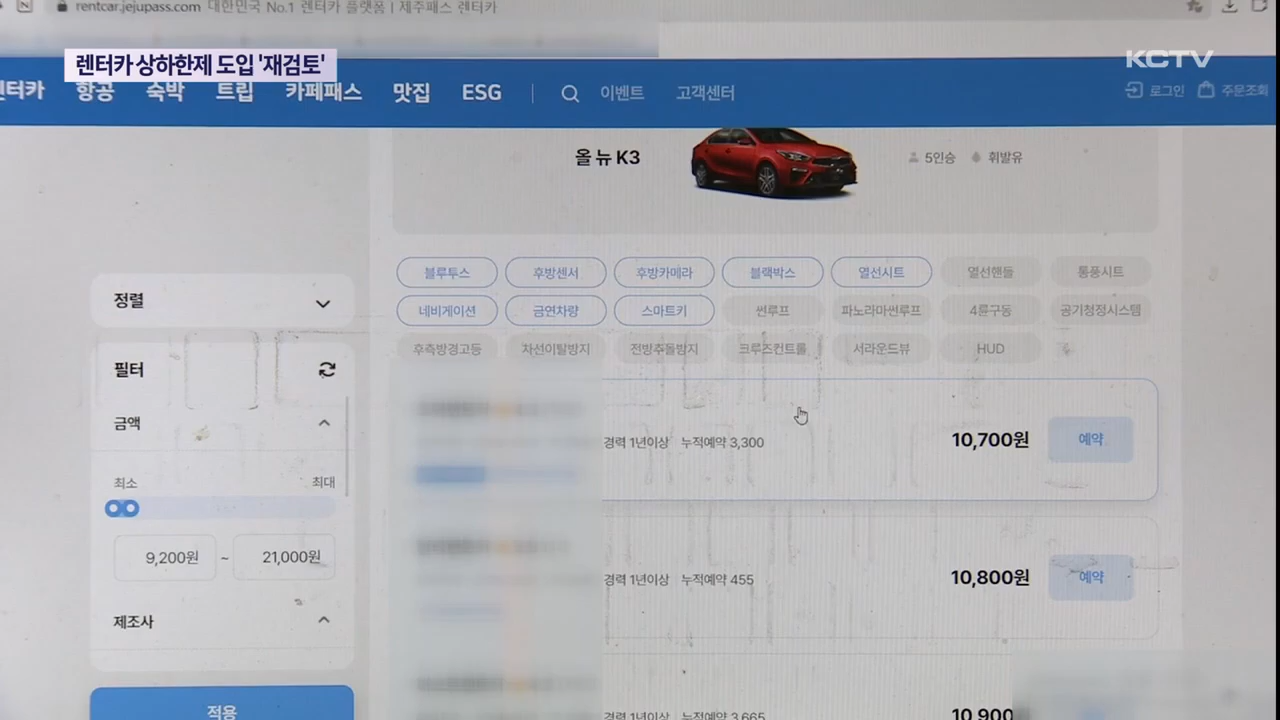 rentcar.jejupass.com 대한민국 No.1 렌터카 플랫폼 | 제주패스 렌터카
렌터카 상하한제 도입 '재검토'
KCTV
렌터카 항공 숙박 트립 카페패스 맛집 ESG 이벤트 고객센터 로그인 주문조회
올 뉴 K3
5인승 휘발유
블루투스 후방센서 후방카메라 블랙박스 열선시트 열선핸들 통풍시트
네비게이션 금연차량 스마트키 썬루프 파노라마썬루프 4륜구동 공기청정시스템
후측방경고등 차선이탈방지 전방추돌방지 크루즈컨트롤 서라운드뷰 HUD
정렬
필터
금액
최소 최대
9,200원 ~ 21,000원
제조사
적용
경력 1년이상 누적예약 3,300 10,700원 예약
경력 1년이상 누적예약 455 10,800원 예약
경력 1년이상 누적예약 3,665 10,900